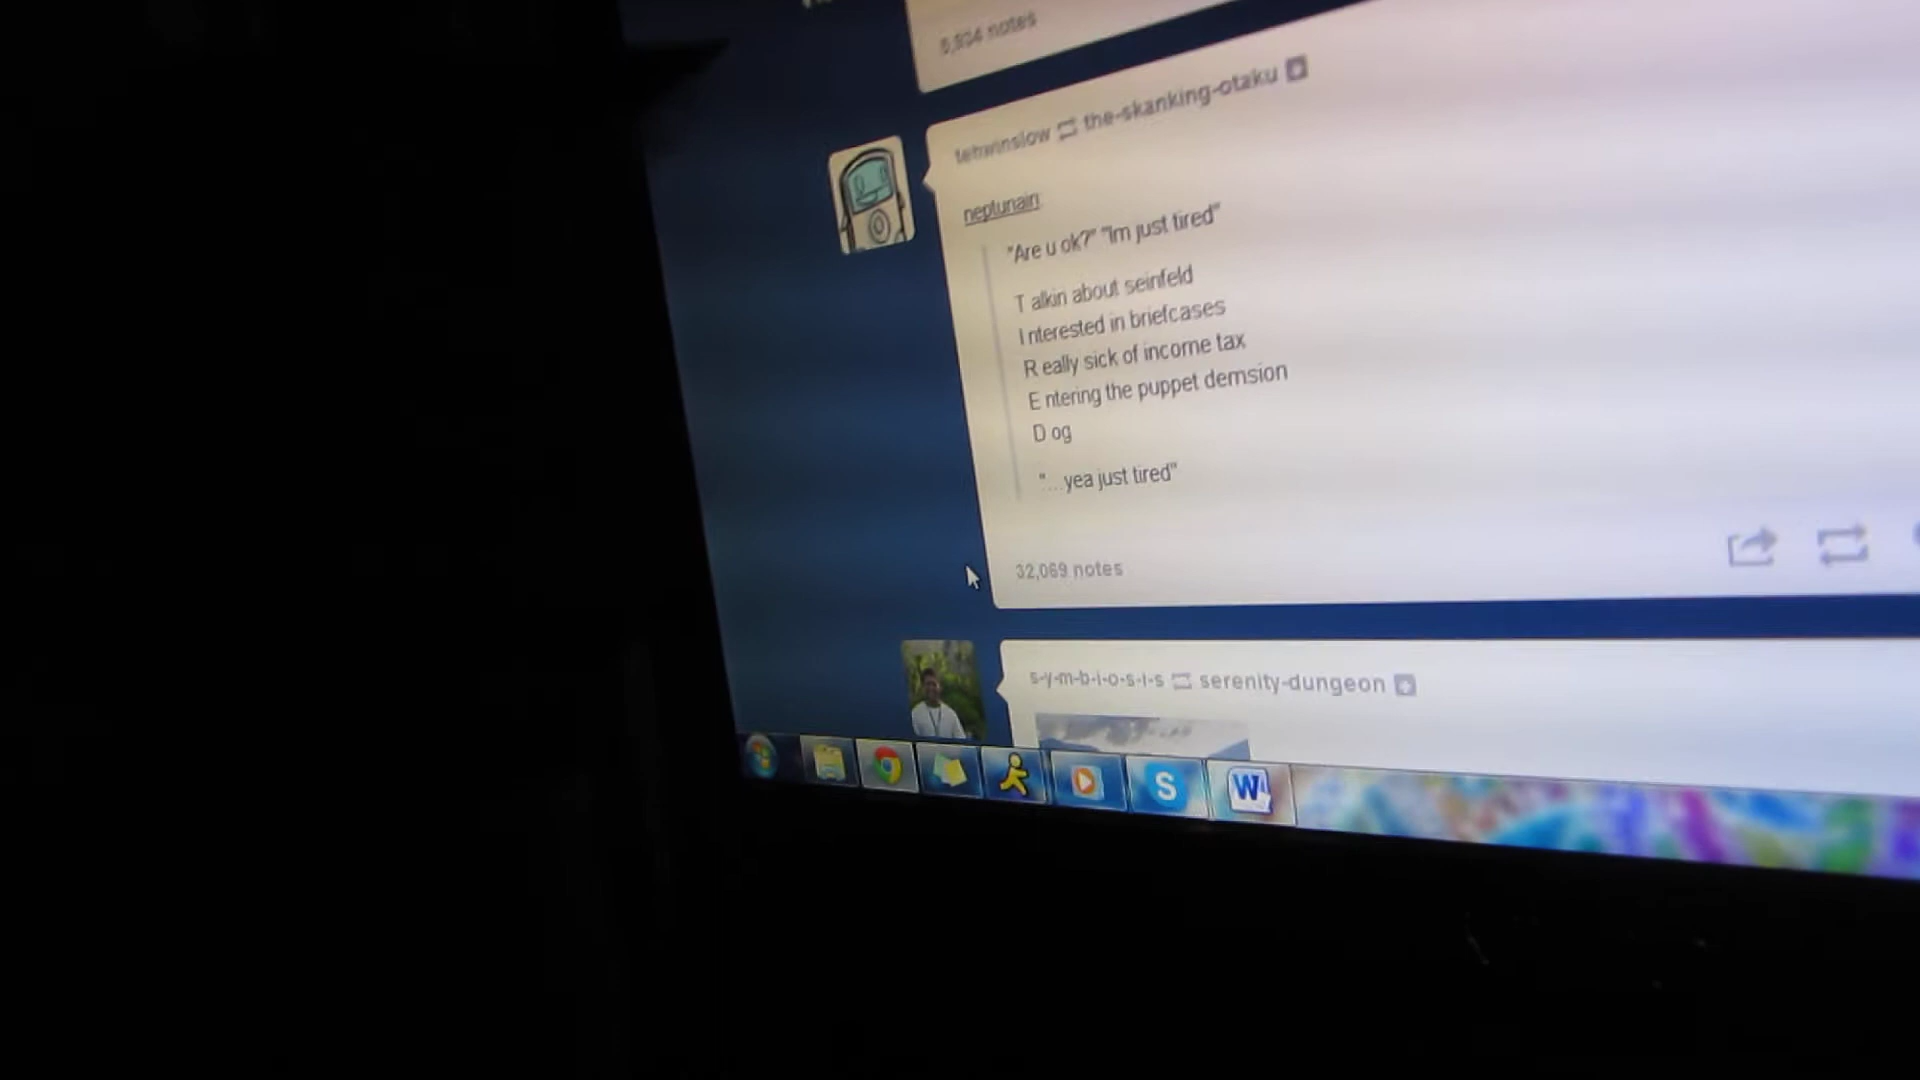 5,934 notes
tehwinslow the-skanking-otaku
neptunain:
"Are u ok?" "Im just tired"
T alkin about seinfeld
I nterested in briefcases
R eally sick of income tax
E ntering the puppet demsion
D og
"...yea just tired"
32,069 notes
s-y-m-b-i-o-s-i-s serenity-dungeon
S
W